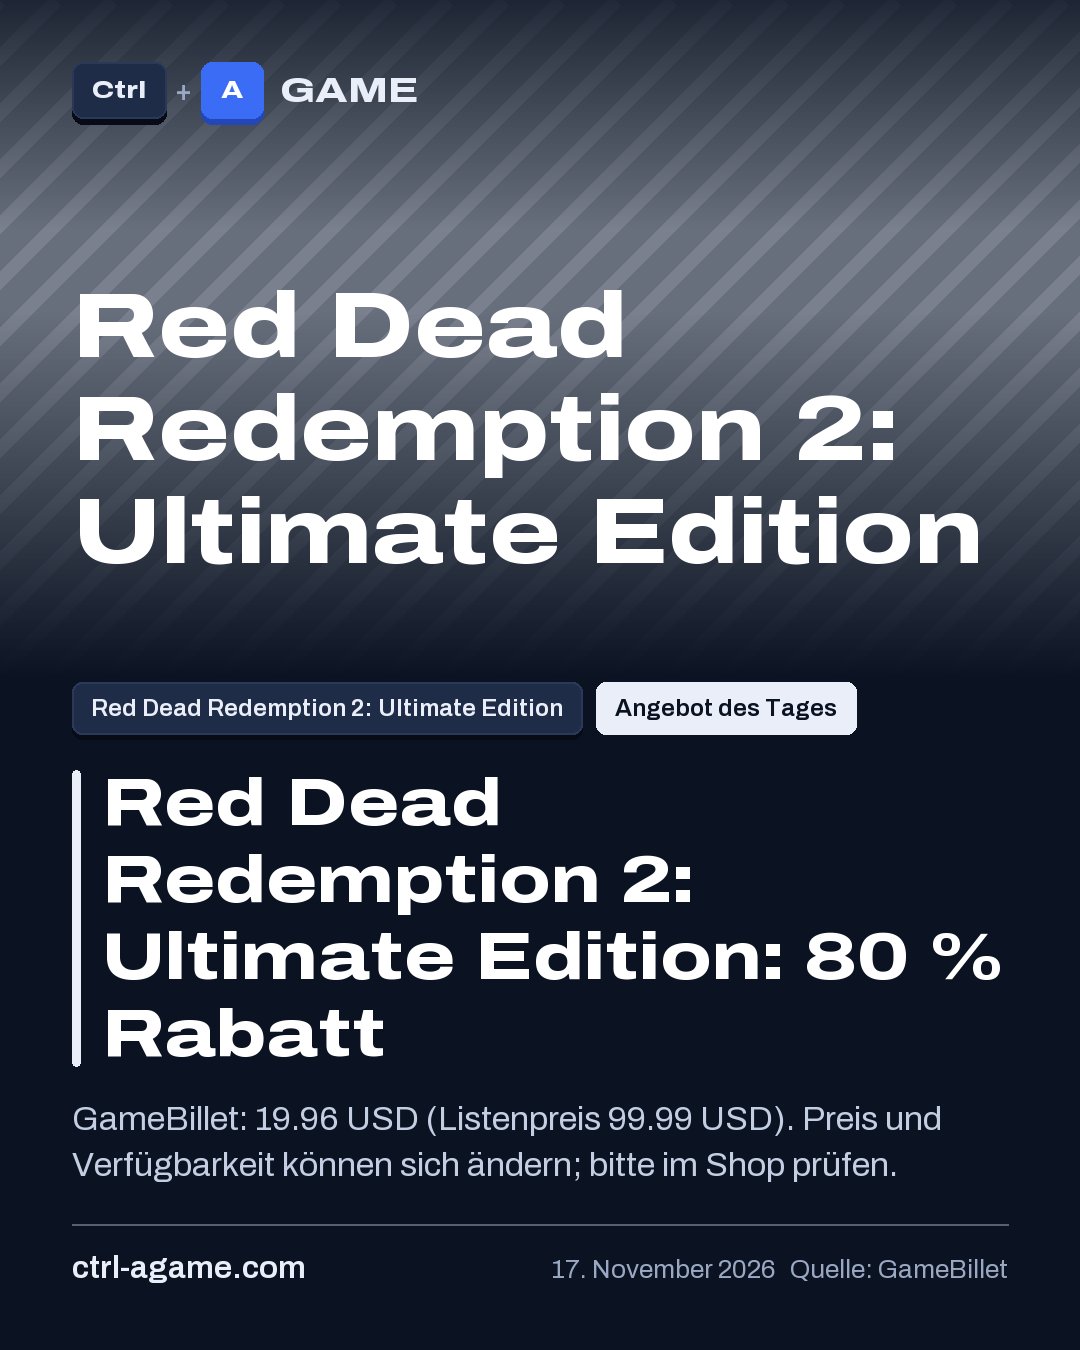 Ctrl + A GAME
Red Dead
Redemption 2:
Ultimate Edition
Red Dead Redemption 2: Ultimate Edition
Angebot des Tages
Red Dead
Redemption 2:
Ultimate Edition: 80 %
Rabatt
GameBillet: 19.96 USD (Listenpreis 99.99 USD). Preis und
Verfügbarkeit können sich ändern; bitte im Shop prüfen.
ctrl-agame.com
17. November 2026 Quelle: GameBillet